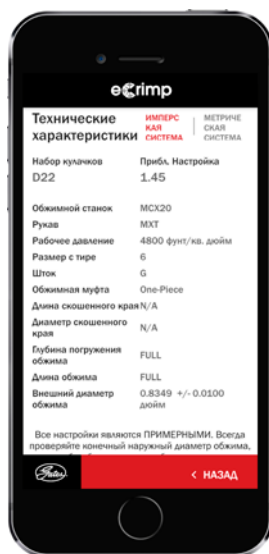 eCrimp
Технические характеристики
ИМПЕРС
КАЯ
СИСТЕМА
МЕТРИЧЕ
СКАЯ
СИСТЕМА
Набор кулачков Прибл. Настройка
D22 1.45
Обжимной станок MCX20
Рукав MXT
Рабочее давление 4800 фунт/кв. дюйм
Размер с тире 6
Шток G
Обжимная муфта One-Piece
Длина скошенного края N/A
Диаметр скошенного
край N/A
Глубина погружения
обжима FULL
Длина обжима FULL
Внешний диаметр 0.8349 +/- 0.0100
обжима дюйм
Все настройки являются ПРИМЕРНЫМИ. Всегда
проверяйте конечный наружный диаметр обжима,
Gates
< НАЗАД